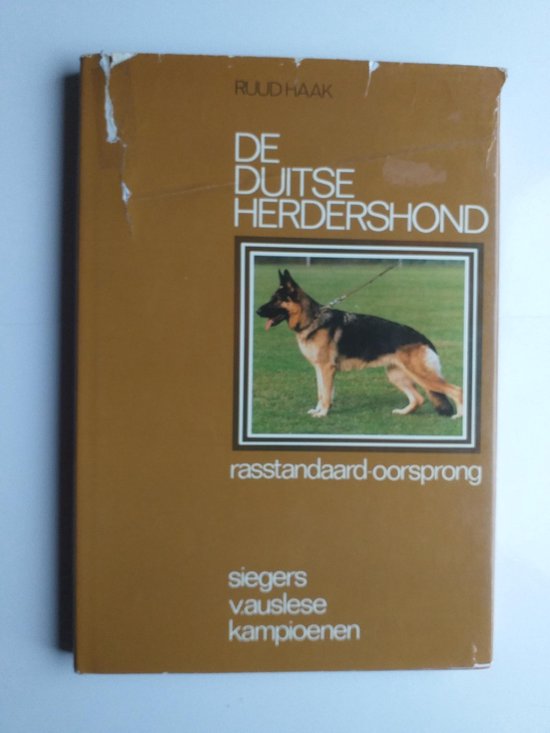 RUUD HAAK
DE
DUITSE
HERDERSHOND
rasstandaard-oorsprong
siegers
v.auslese
kampioenen